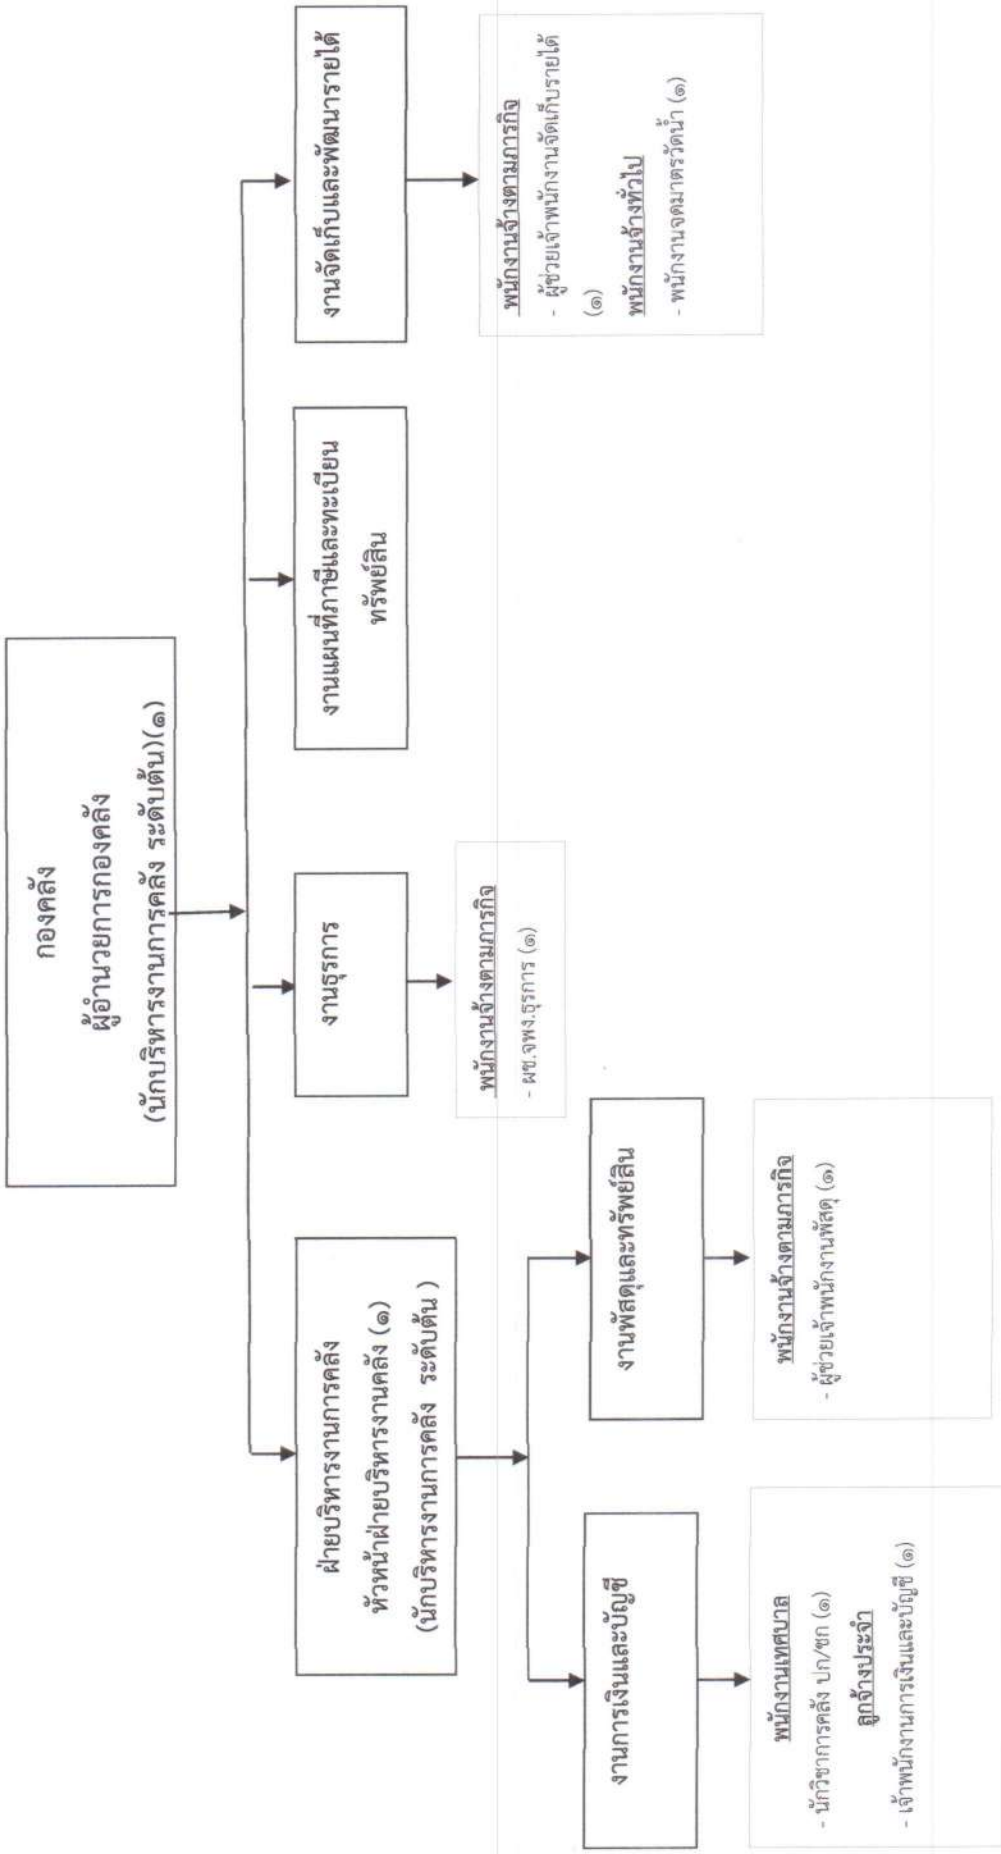 กองคลัง
ผู้อำนวยการกองคลัง
(นักบริหารงานการคลัง ระดับต้น)(๑)
ฝ่ายบริหารงานการคลัง
หัวหน้าฝ่ายบริหารงานคลัง (๑)
(นักบริหารงานการคลัง ระดับต้น )
งานธุรการ
งานแผนที่ภาษีและทะเบียน
ทรัพย์สิน
งานจัดเก็บและพัฒนารายได้
พนักงานจ้างตามภารกิจ
- ผช.จพง.ธุรการ (๑)
พนักงานจ้างตามภารกิจ
- ผู้ช่วยเจ้าพนักงานจัดเก็บรายได้
(๑)
พนักงานจ้างทั่วไป
- พนักงานจดมาตรวัดน้ำ (๑)
งานการเงินและบัญชี
งานพัสดุและทรัพย์สิน
พนักงานเทศบาล
- นักวิชาการคลัง ปก/ชก (๑)
ลูกจ้างประจำ
- เจ้าพนักงานการเงินและบัญชี (๑)
พนักงานจ้างตามภารกิจ
- ผู้ช่วยเจ้าพนักงานพัสดุ (๑)